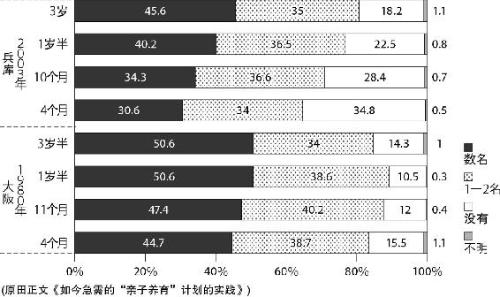 兵库 2003年
3岁 45.6 35 18.2 1.1
1岁半 40.2 36.5 22.5 0.8
10个月 34.3 36.6 28.4 0.7
4个月 30.6 34 34.8 0.5
大阪 1980年
3岁半 50.6 34 14.3 1
1岁半 50.6 38.6 10.5 0.3
11个月 47.4 40.2 12 0.4
4个月 44.7 38.7 15.5 1.1
0% 20% 40% 60% 80% 100%
数名
1—2名
没有
不明
(原田正文《如今急需的“亲子养育”计划的实践》)